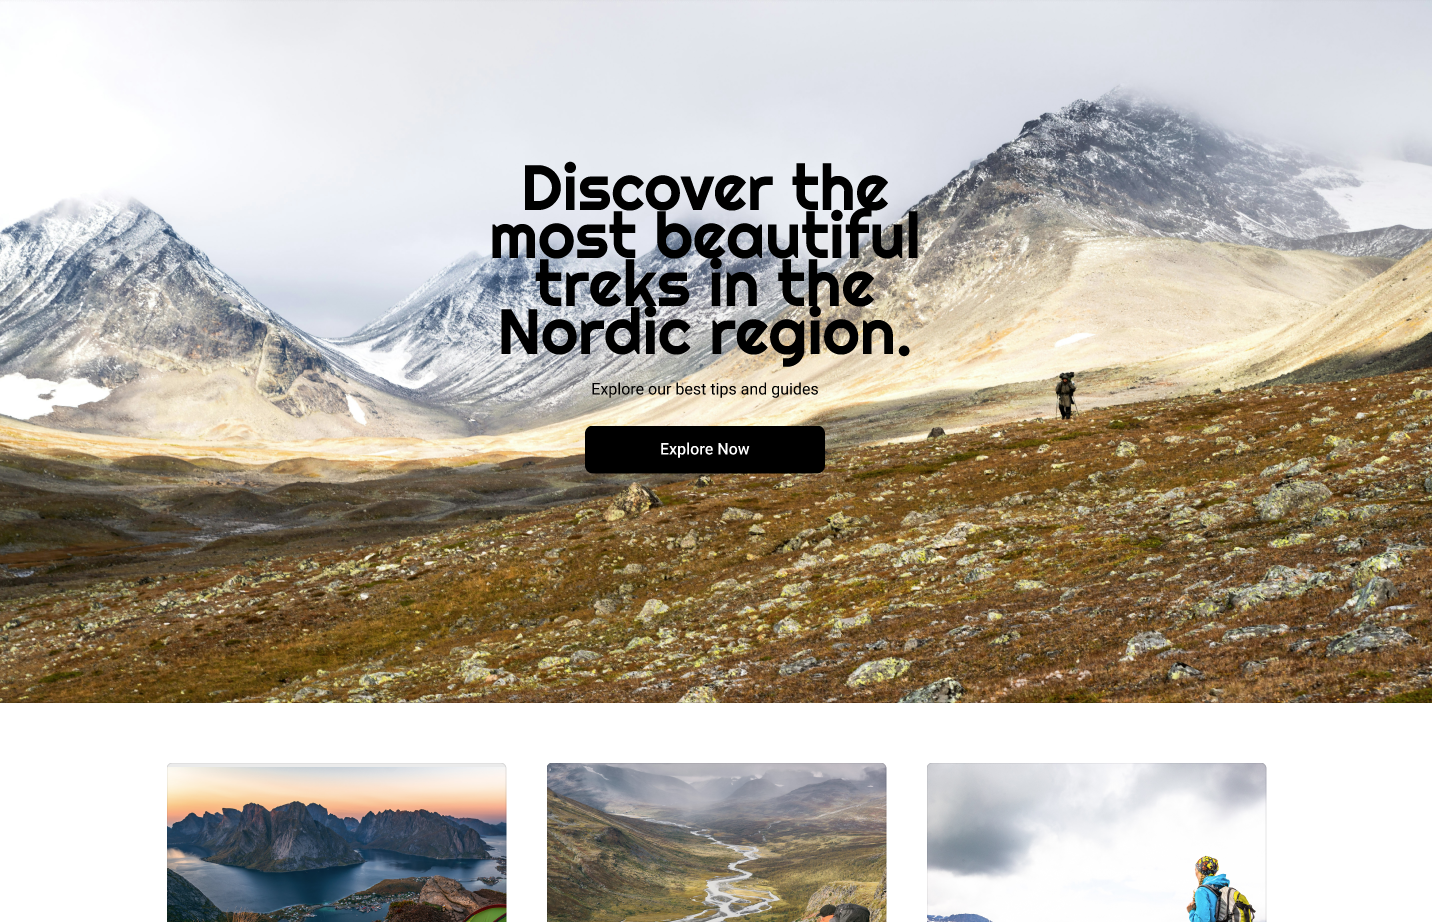 Discover the
most beautiful
treks in the
Nordic region.
Explore our best tips and guides
Explore Now